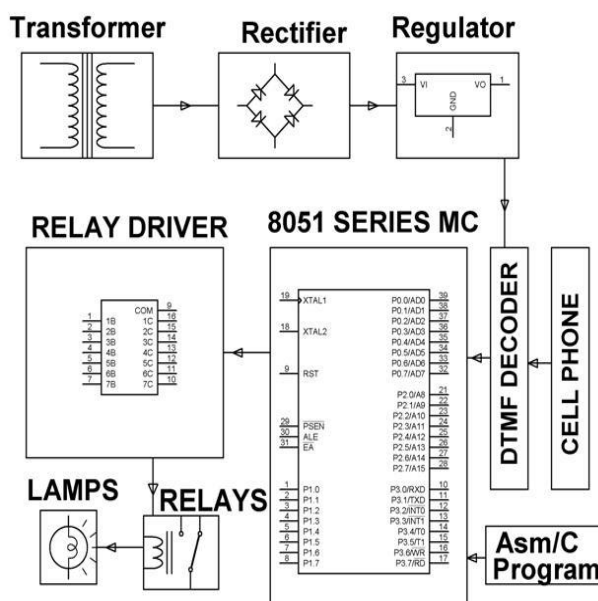 Transformer
Rectifier
Regulator
3 VI VO 1
GND
2
RELAY DRIVER
8051 SERIES MC
COM 9
1 1B 1C 16
2 2B 2C 15
3 3B 3C 14
4 4B 4C 13
5 5B 5C 12
6 6B 6C 11
7 7B 7C 10
19 XTAL1
18 XTAL2
9 RST
29 PSEN
30 ALE
31 EA
1 P1.0
2 P1.1
3 P1.2
4 P1.3
5 P1.4
6 P1.5
7 P1.6
8 P1.7
P0.0/AD0 39
P0.1/AD1 38
P0.2/AD2 37
P0.3/AD3 36
P0.4/AD4 35
P0.5/AD5 34
P0.6/AD6 33
P0.7/AD7 32
P2.0/A8 21
P2.1/A9 22
P2.2/A10 23
P2.3/A11 24
P2.4/A12 25
P2.5/A13 26
P2.6/A14 27
P2.7/A15 28
P3.0/RXD 10
P3.1/TXD 11
P3.2/INT0 12
P3.3/INT1 13
P3.4/T0 14
P3.5/T1 15
P3.6/WR 16
P3.7/RD 17
DTMF DECODER
CELL PHONE
LAMPS
RELAYS
Asm/C
Program